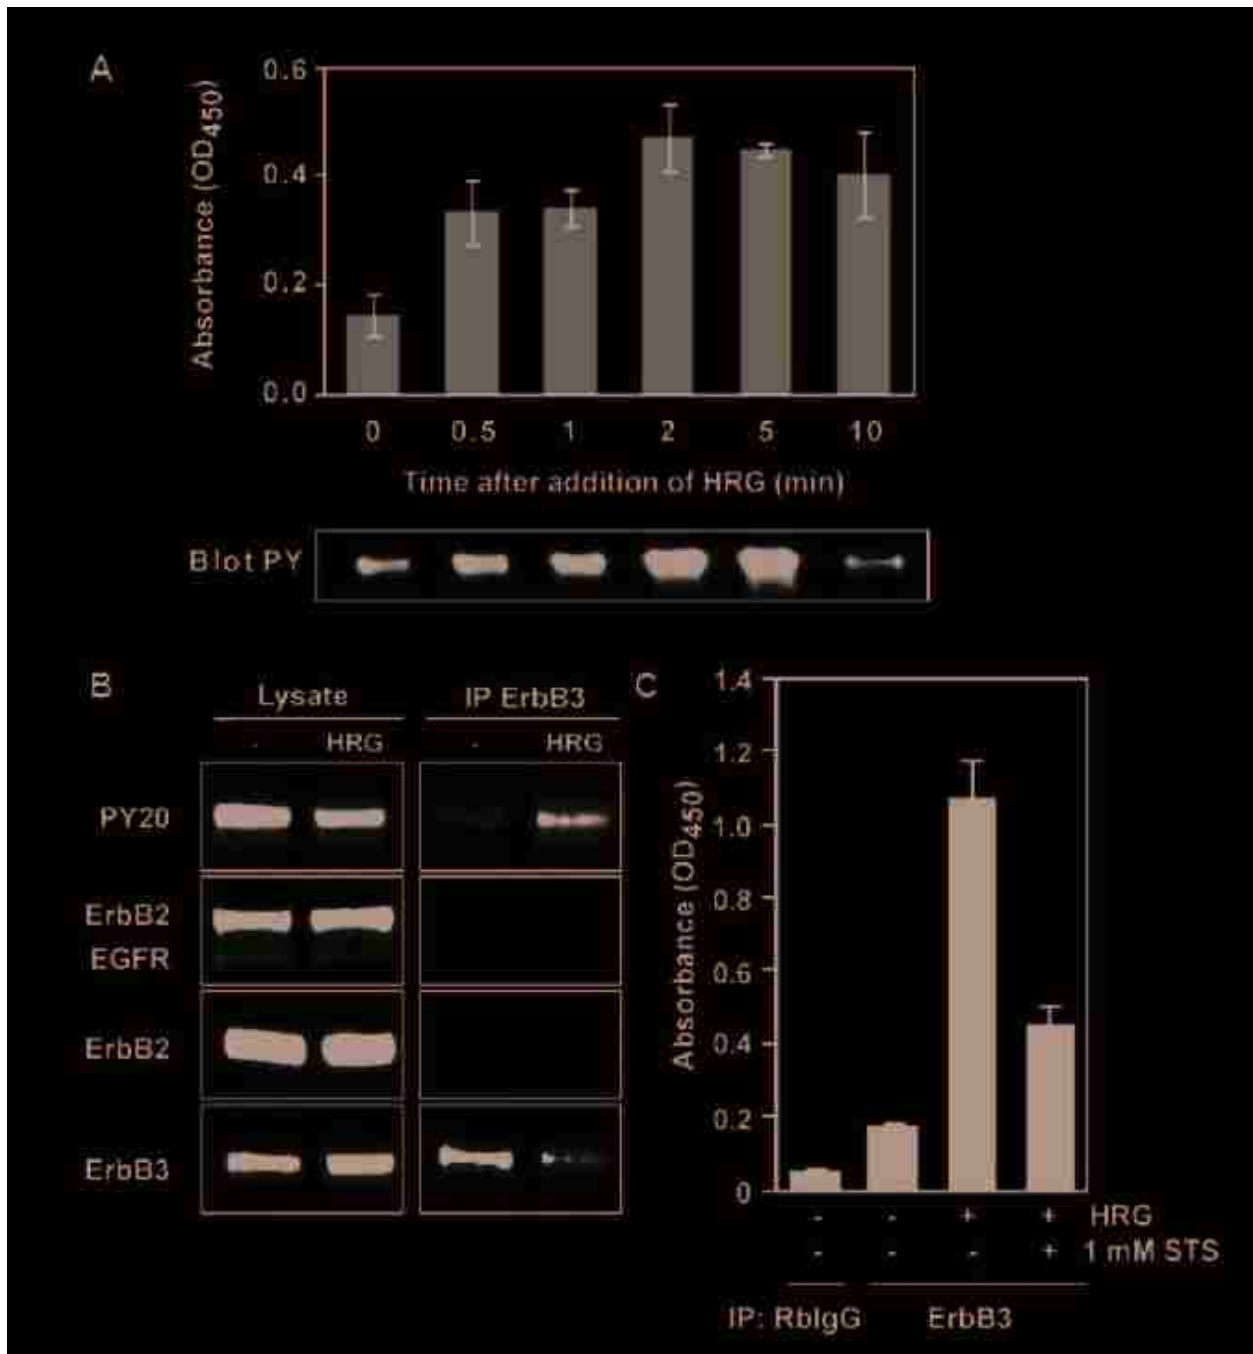 A
Absorbance (OD450)
0.6
0.4
0.2
0.0
0 0.5 1 2 5 10
Time after addition of HRG (min)
Blot PY
B
Lysate IP ErbB3
- HRG - HRG
PY20
ErbB2
EGFR
ErbB2
ErbB3
C
Absorbance (OD450)
1.4
1.2
1.0
0.8
0.6
0.4
0.2
0
- - + + HRG
- - - + 1 mM STS
IP: RbIgG ErbB3